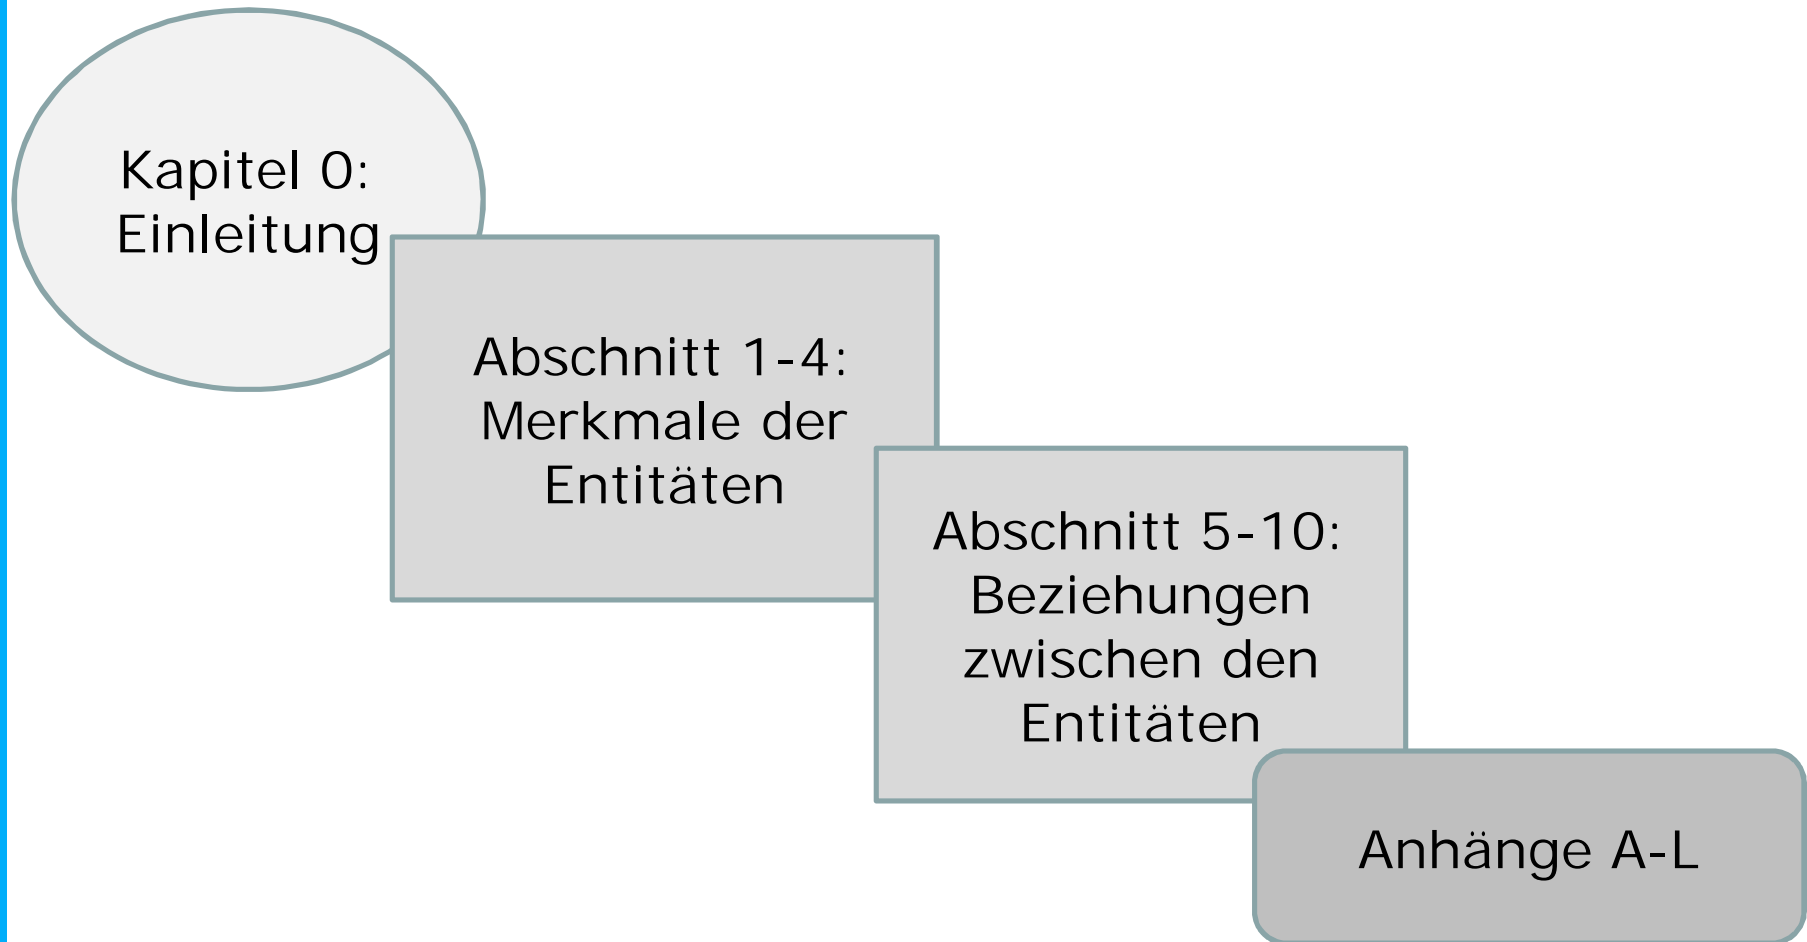 Kapitel 0:
Einleitung
Abschnitt 1-4:
Merkmale der
Entitäten
Abschnitt 5-10:
Beziehungen
zwischen den
Entitäten
Anhänge A-L